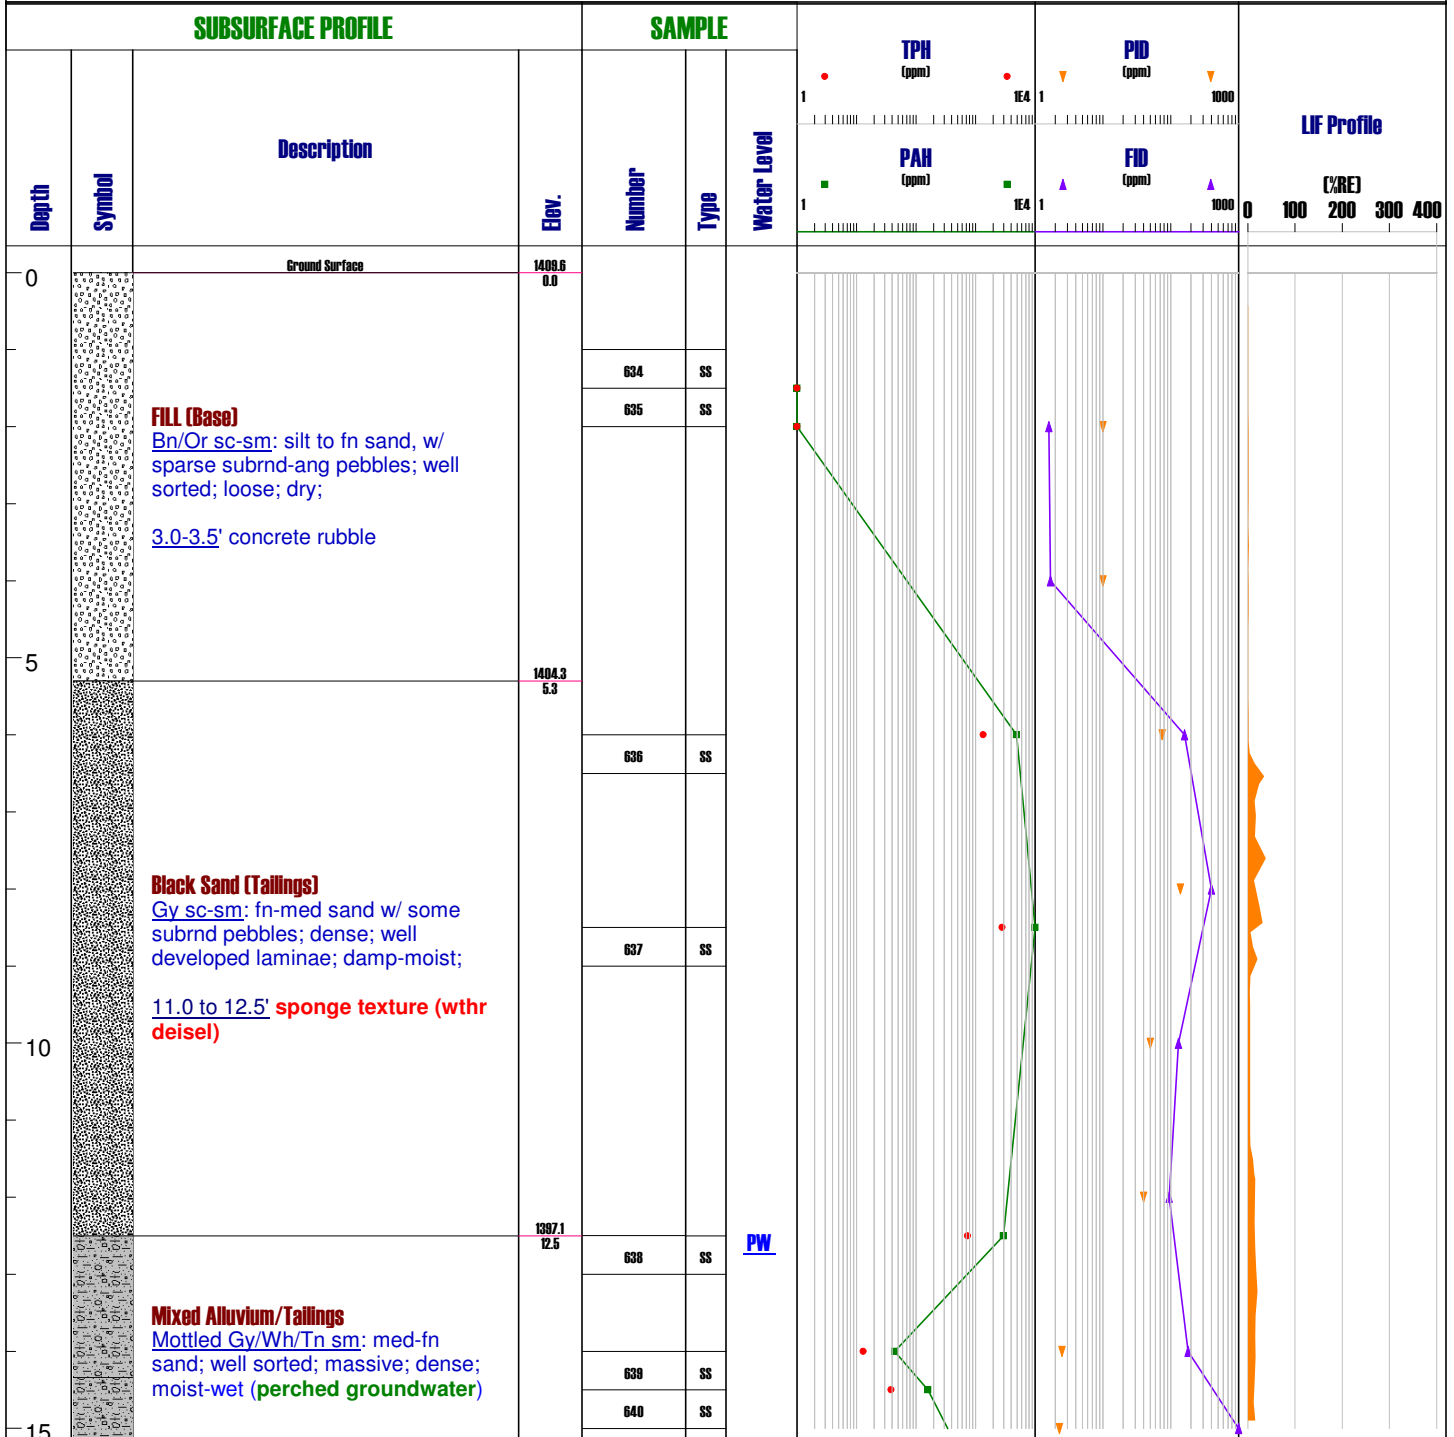 SUBSURFACE PROFILE
SAMPLE
Depth
Symbol
Description
Elev.
Number
Type
Water Level
TPH
(ppm)
1 1E4
PAH
(ppm)
1 1E4
PID
(ppm)
1 1000
FID
(ppm)
1 1000
LIF Profile
(%RE)
0 100 200 300 400
0
Ground Surface
1409.6
0.0
634 SS
635 SS
FILL (Base)
Bn/Or sc-sm: silt to fn sand, w/
sparse subrnd-ang pebbles; well
sorted; loose; dry;
3.0-3.5' concrete rubble
5
1404.3
5.3
636 SS
Black Sand (Tailings)
Gy sc-sm: fn-med sand w/ some
subrnd pebbles; dense; well
developed laminae; damp-moist;
637 SS
11.0 to 12.5' sponge texture (wthr
deisel)
10
1397.1
12.5
PW
638 SS
Mixed Alluvium/Tailings
Mottled Gy/Wh/Tn sm: med-fn
sand; well sorted; massive; dense;
moist-wet (perched groundwater)
639 SS
640 SS
15